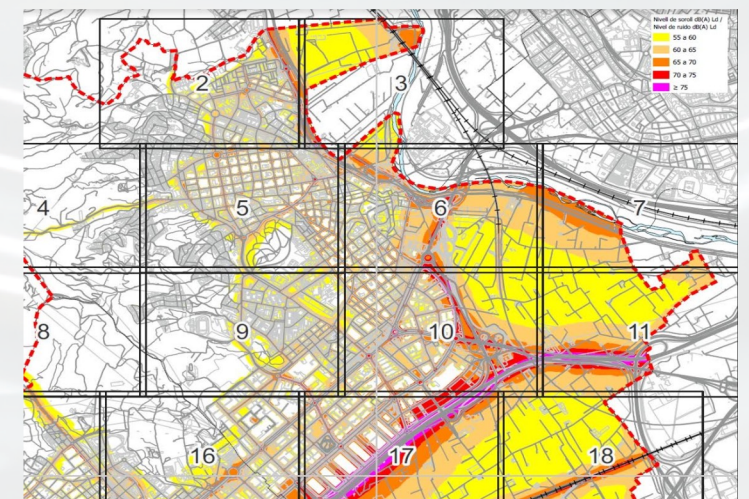 Nivell de soroll dB(A) Ld /
Nivel de ruido dB(A) Ld
55 a 60
60 a 65
65 a 70
70 a 75
≥ 75
2
3
4
5
6
7
8
9
10
11
16
17
18